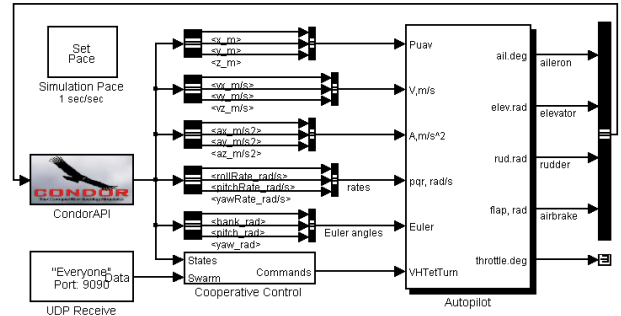 Set
Pace
Simulation Pace
1 sec/sec
<x_m>
<y_m>
<z_m>
Puav
<vx_m/s>
<vy_m/s>
<vz_m/s>
V,m/s
<ax_m/s2>
<ay_m/s2>
<az_m/s2>
A,m/s^2
<rollRate_rad/s>
<pitchRate_rad/s>
<yawRate_rad/s>
rates
pqr, rad/s
<bank_rad>
<pitch_rad>
<yaw_rad>
Euler angles
Euler
CONDOR
CondorAPI
"Everyone"
Port: 9090
Data
UDP Receive
States
Swarm
Commands
Cooperative Control
VHTetTurn
Autopilot
ail.deg
aileron
elev.rad
elevator
rud.rad
rudder
flap, rad
airbrake
throttle.deg